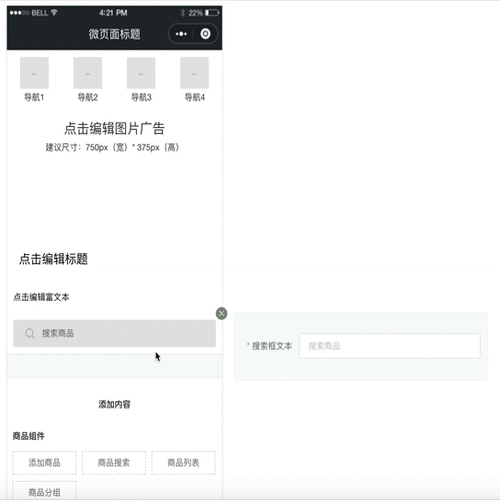 BELL 4:21 PM 22%
微页面标题
导航1 导航2 导航3 导航4
点击编辑图片广告
建议尺寸：750px（宽）* 375px（高）
点击编辑标题
点击编辑富文本
搜索商品
* 搜索框文本 搜索商品
添加内容
商品组件
添加商品 商品搜索 商品列表
商品分组